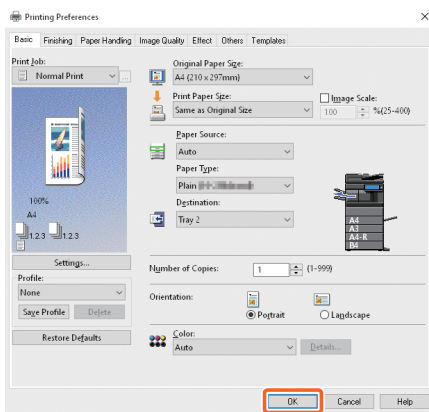 Printing Preferences
Basic Finishing Paper Handling Image Quality Effect Others Templates
Print Job:
Normal Print
...
100%
A4
1.2.3 1.2.3
Settings...
Profile:
None
Save Profile Delete
Restore Defaults
Original Paper Size:
A4 (210 x 297mm)
Print Paper Size:
Same as Original Size
Image Scale:
100 %(25-400)
Paper Source:
Auto
Paper Type:
Plain
Destination:
Tray 2
A4
A3
A4-R
B4
Number of Copies: 1 (1-999)
Orientation:
Portrait Landscape
Color:
Auto Details...
OK Cancel Help